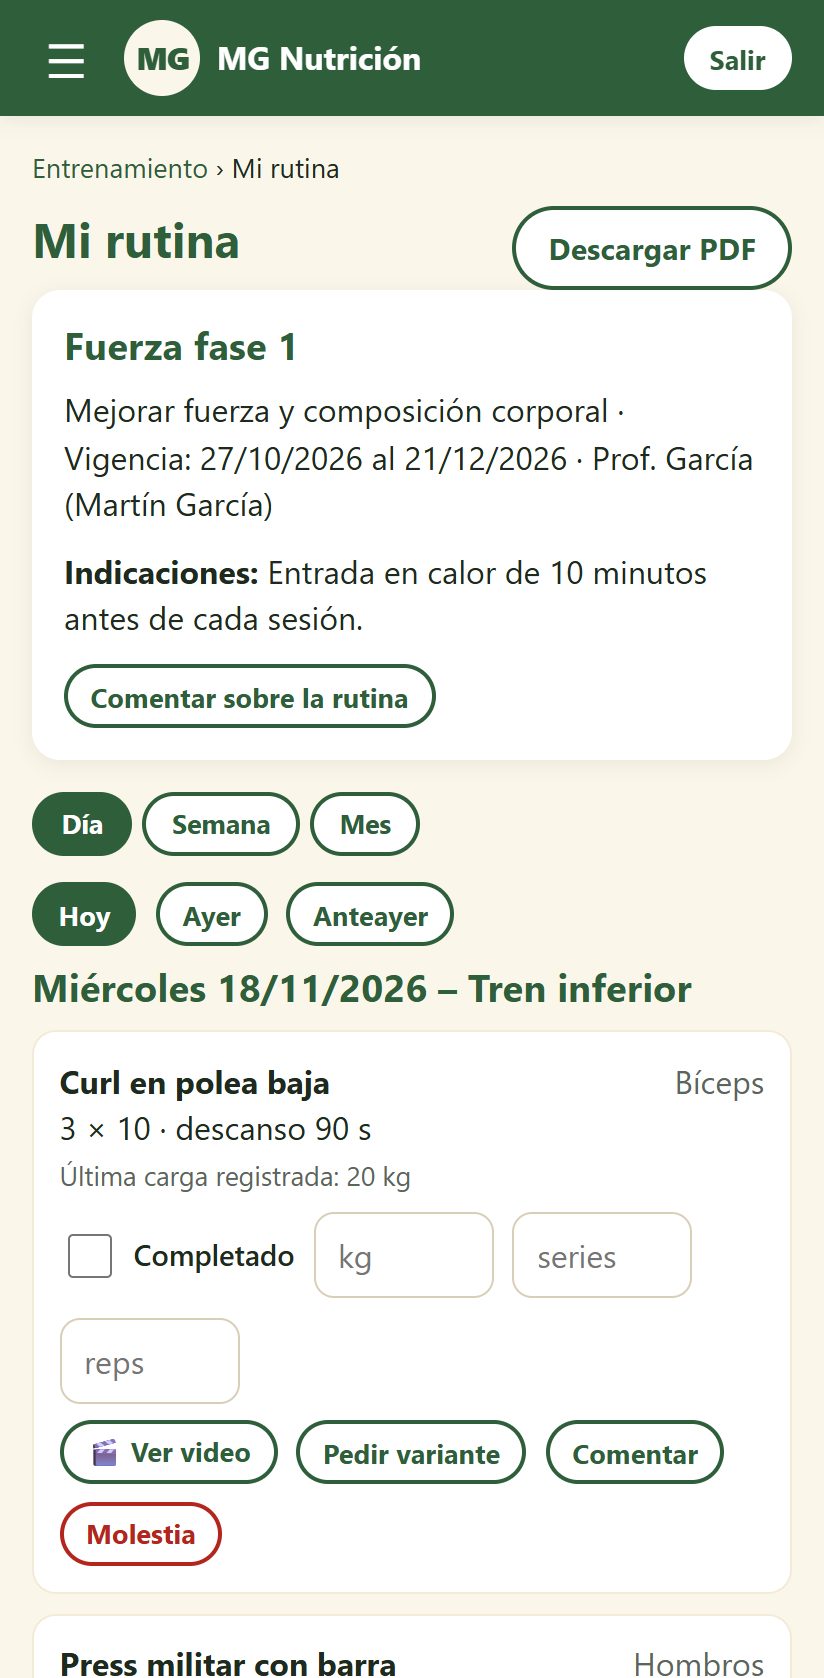 MG MG Nutrición Salir
Entrenamiento › Mi rutina
Mi rutina Descargar PDF
Fuerza fase 1
Mejorar fuerza y composición corporal ·
Vigencia: 27/10/2026 al 21/12/2026 · Prof. García
(Martín García)
Indicaciones: Entrada en calor de 10 minutos
antes de cada sesión.
Comentar sobre la rutina
Día Semana Mes
Hoy Ayer Anteayer
Miércoles 18/11/2026 – Tren inferior
Curl en polea baja Bíceps
3 × 10 · descanso 90 s
Última carga registrada: 20 kg
Completado kg series
reps
Ver video Pedir variante Comentar
Molestia
Press militar con barra Hombros